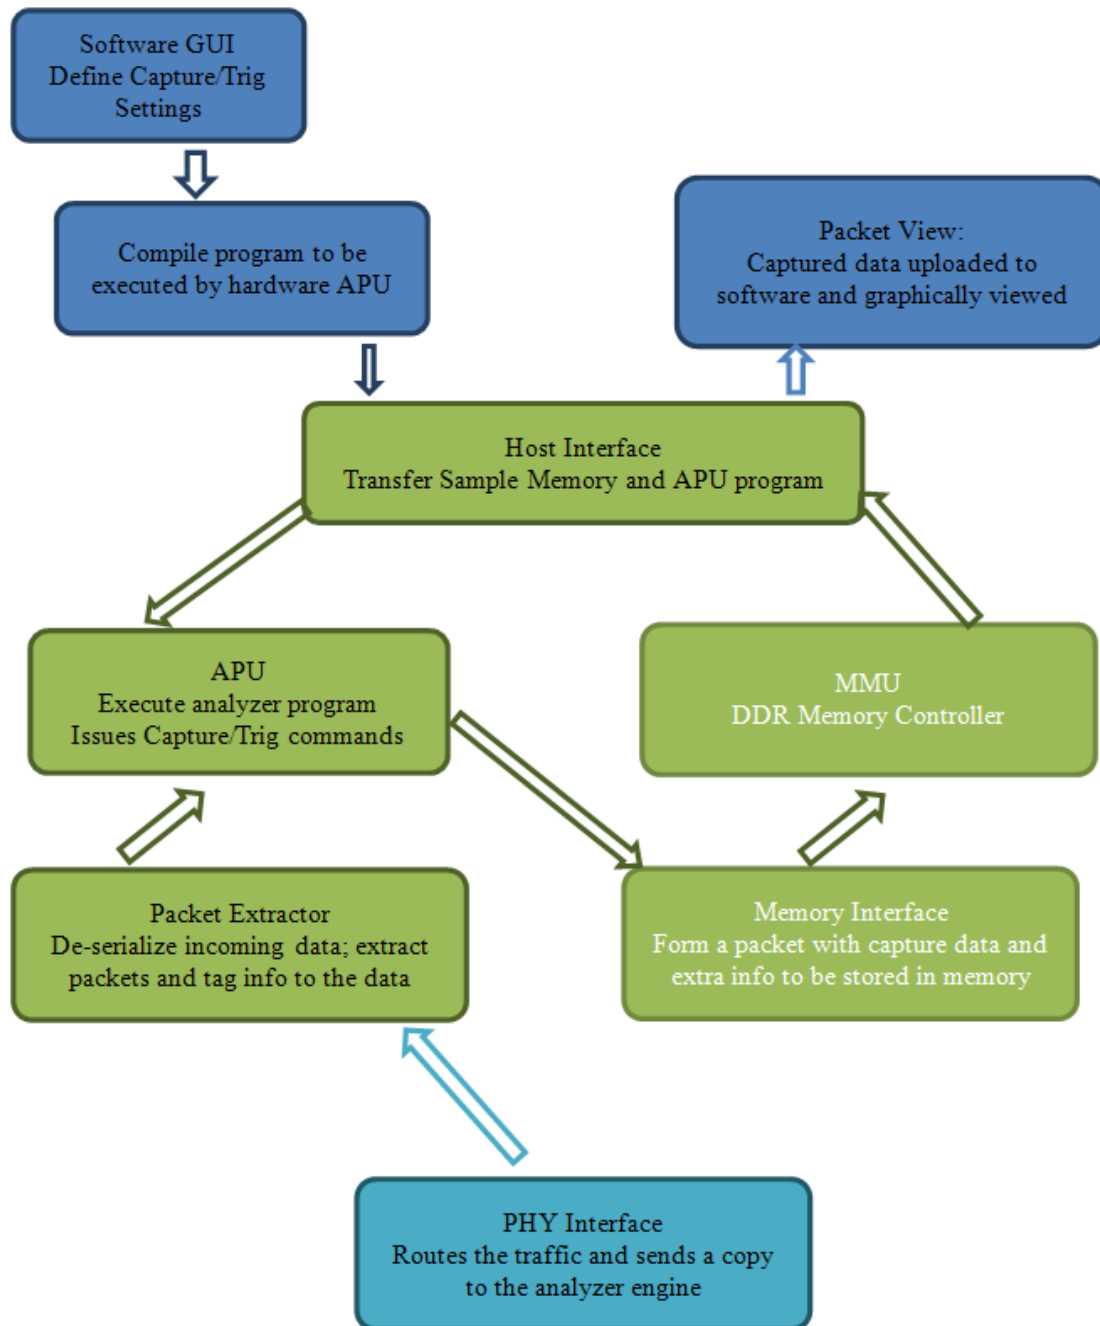 Software GUI
Define Capture/Trig
Settings
Compile program to be
executed by hardware APU
Packet View:
Captured data uploaded to
software and graphically viewed
Host Interface
Transfer Sample Memory and APU program
APU
Execute analyzer program
Issues Capture/Trig commands
MMU
DDR Memory Controller
Packet Extractor
De-serialize incoming data; extract
packets and tag info to the data
Memory Interface
Form a packet with capture data and
extra info to be stored in memory
PHY Interface
Routes the traffic and sends a copy
to the analyzer engine